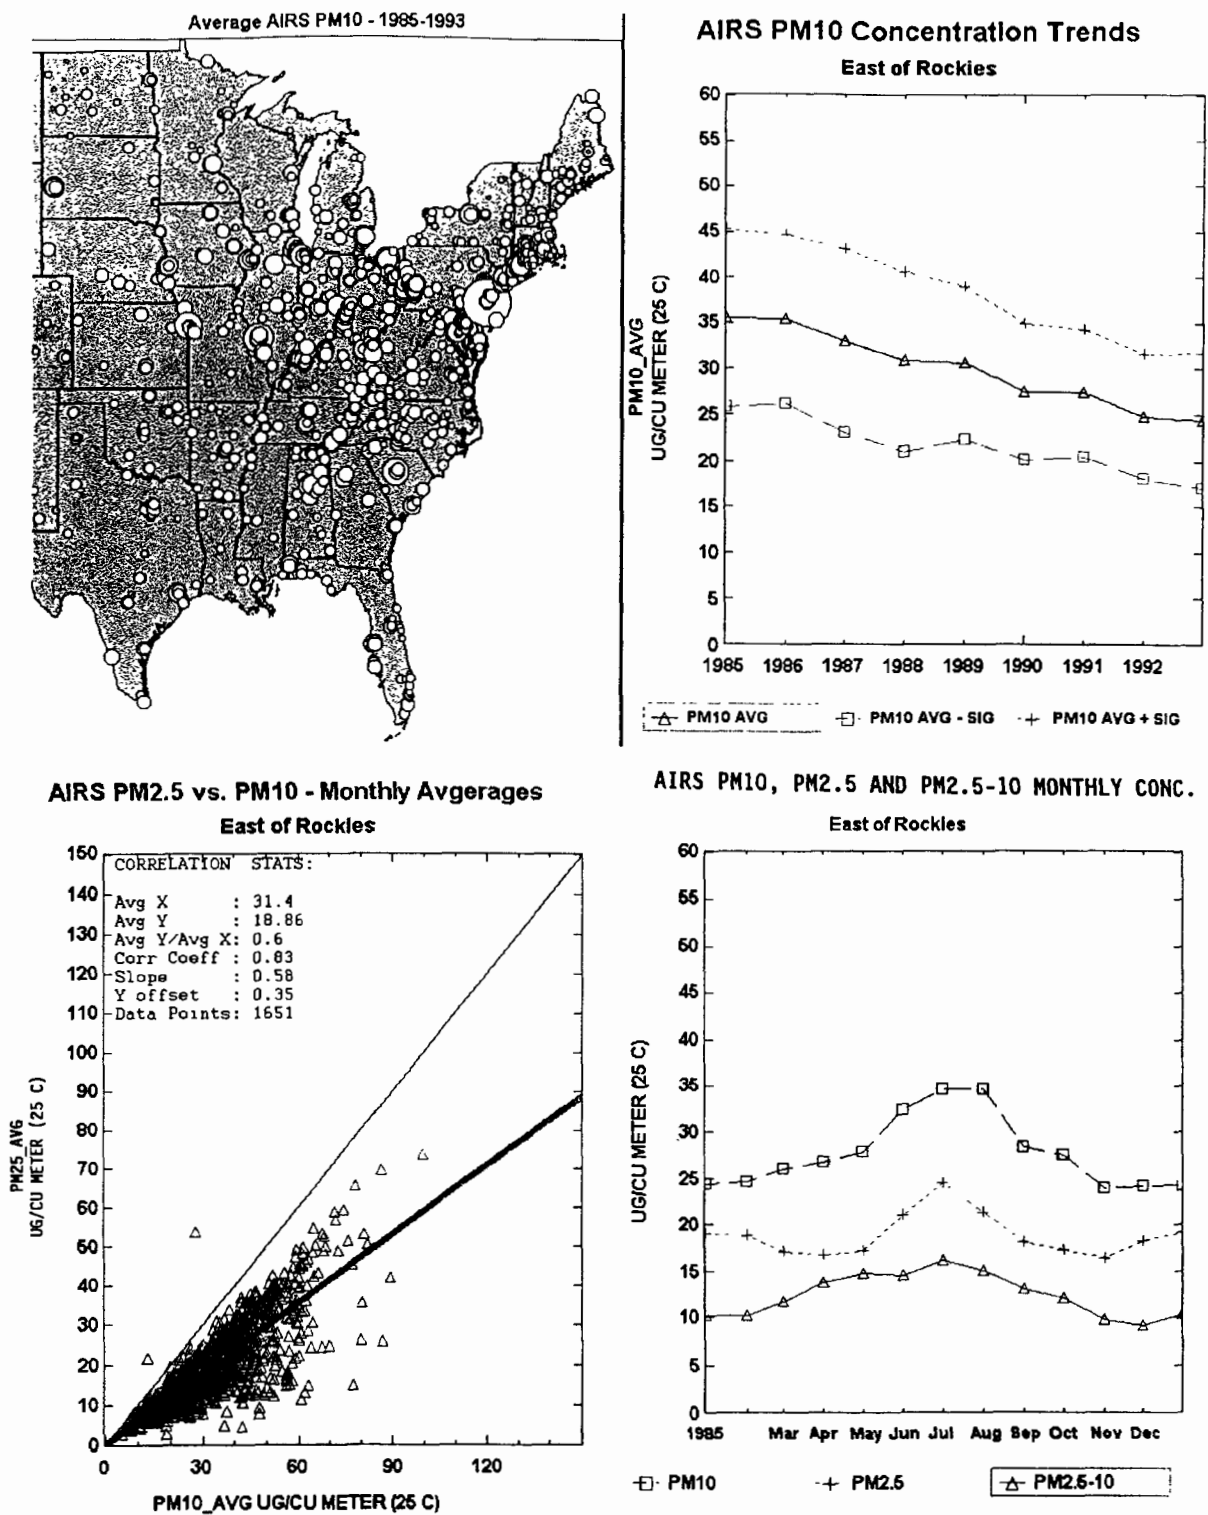 Average AIRS PM10 - 1985-1993
AIRS PM10 Concentration Trends
East of Rockies
PM10_AVG
UG/CU METER (25 C)
60
55
50
45
40
35
30
25
20
15
10
5
0
1985 1986 1987 1988 1989 1990 1991 1992
PM10 AVG PM10 AVG - SIG PM10 AVG + SIG
AIRS PM2.5 vs. PM10 - Monthly Avgerages
East of Rockies
PM25_AVG
UG/CU METER (25 C)
150
140
130
120
110
100
90
80
70
60
50
40
30
20
10
0
CORRELATION STATS:
Avg X : 31.4
Avg Y : 18.86
Avg Y/Avg X: 0.6
Corr Coeff : 0.83
Slope : 0.58
Y offset : 0.35
Data Points: 1651
0 30 60 90 120
PM10_AVG UG/CU METER (25 C)
AIRS PM10, PM2.5 AND PM2.5-10 MONTHLY CONC.
East of Rockies
UG/CU METER (25 C)
60
55
50
45
40
35
30
25
20
15
10
5
0
1985 Mar Apr May Jun Jul Aug Sep Oct Nov Dec
PM10 PM2.5 PM2.5-10